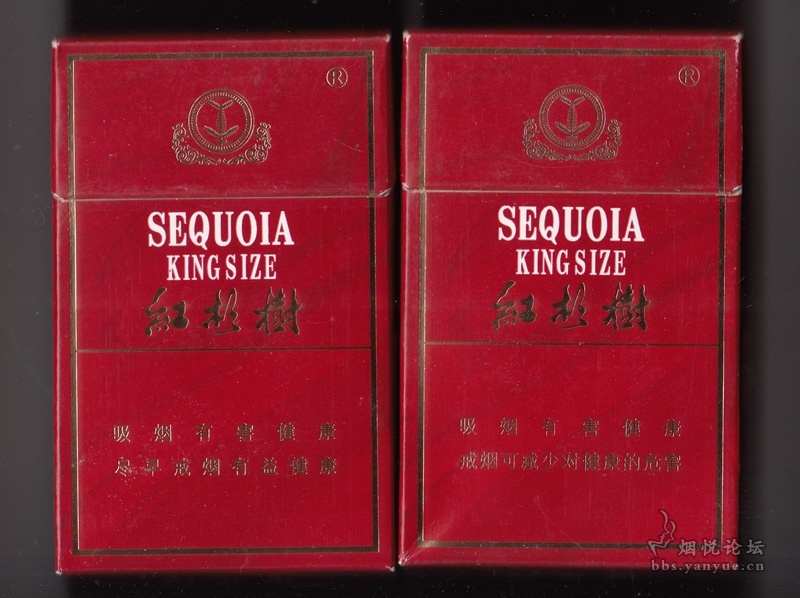 ®
SEQUOIA
KING SIZE
紅杉樹
吸烟有害健康
尽早戒烟有益健康
®
SEQUOIA
KING SIZE
紅杉樹
吸烟有害健康
戒烟可减少对健康的危害
烟悦论坛
bbs.yanyue.cn